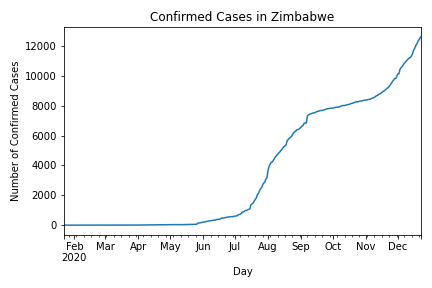 Confirmed Cases in Zimbabwe
Number of Confirmed Cases
12000
10000
8000
6000
4000
2000
0
Feb Mar Apr May Jun Jul Aug Sep Oct Nov Dec
2020
Day